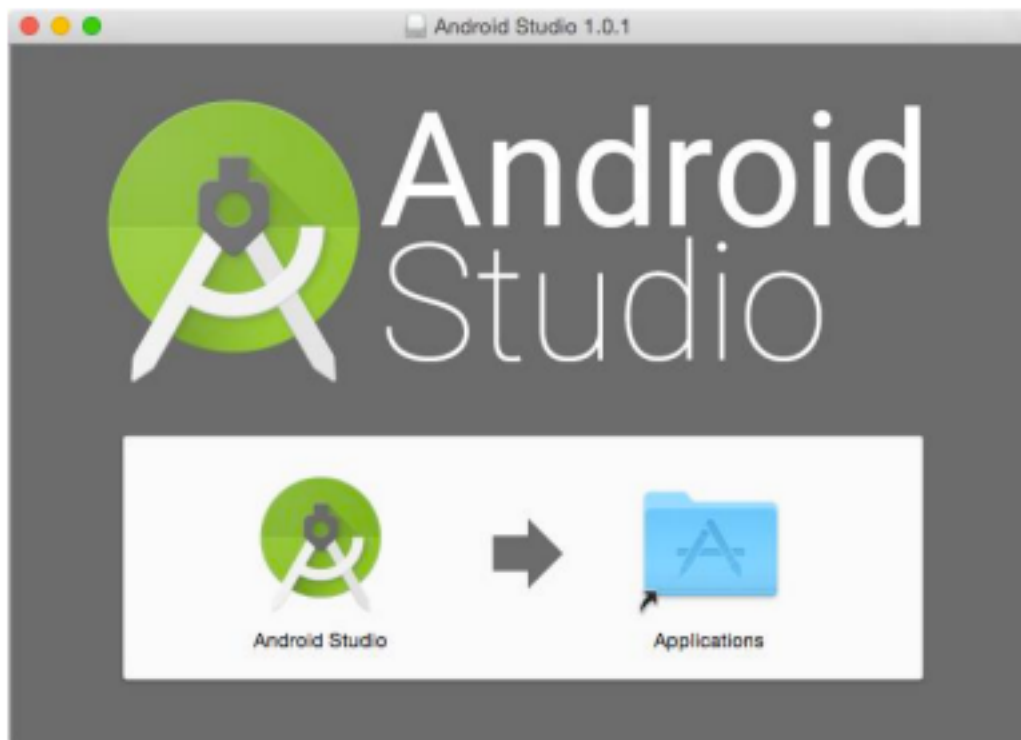 Android Studio 1.0.1
Android
Studio
Android Studio
Applications